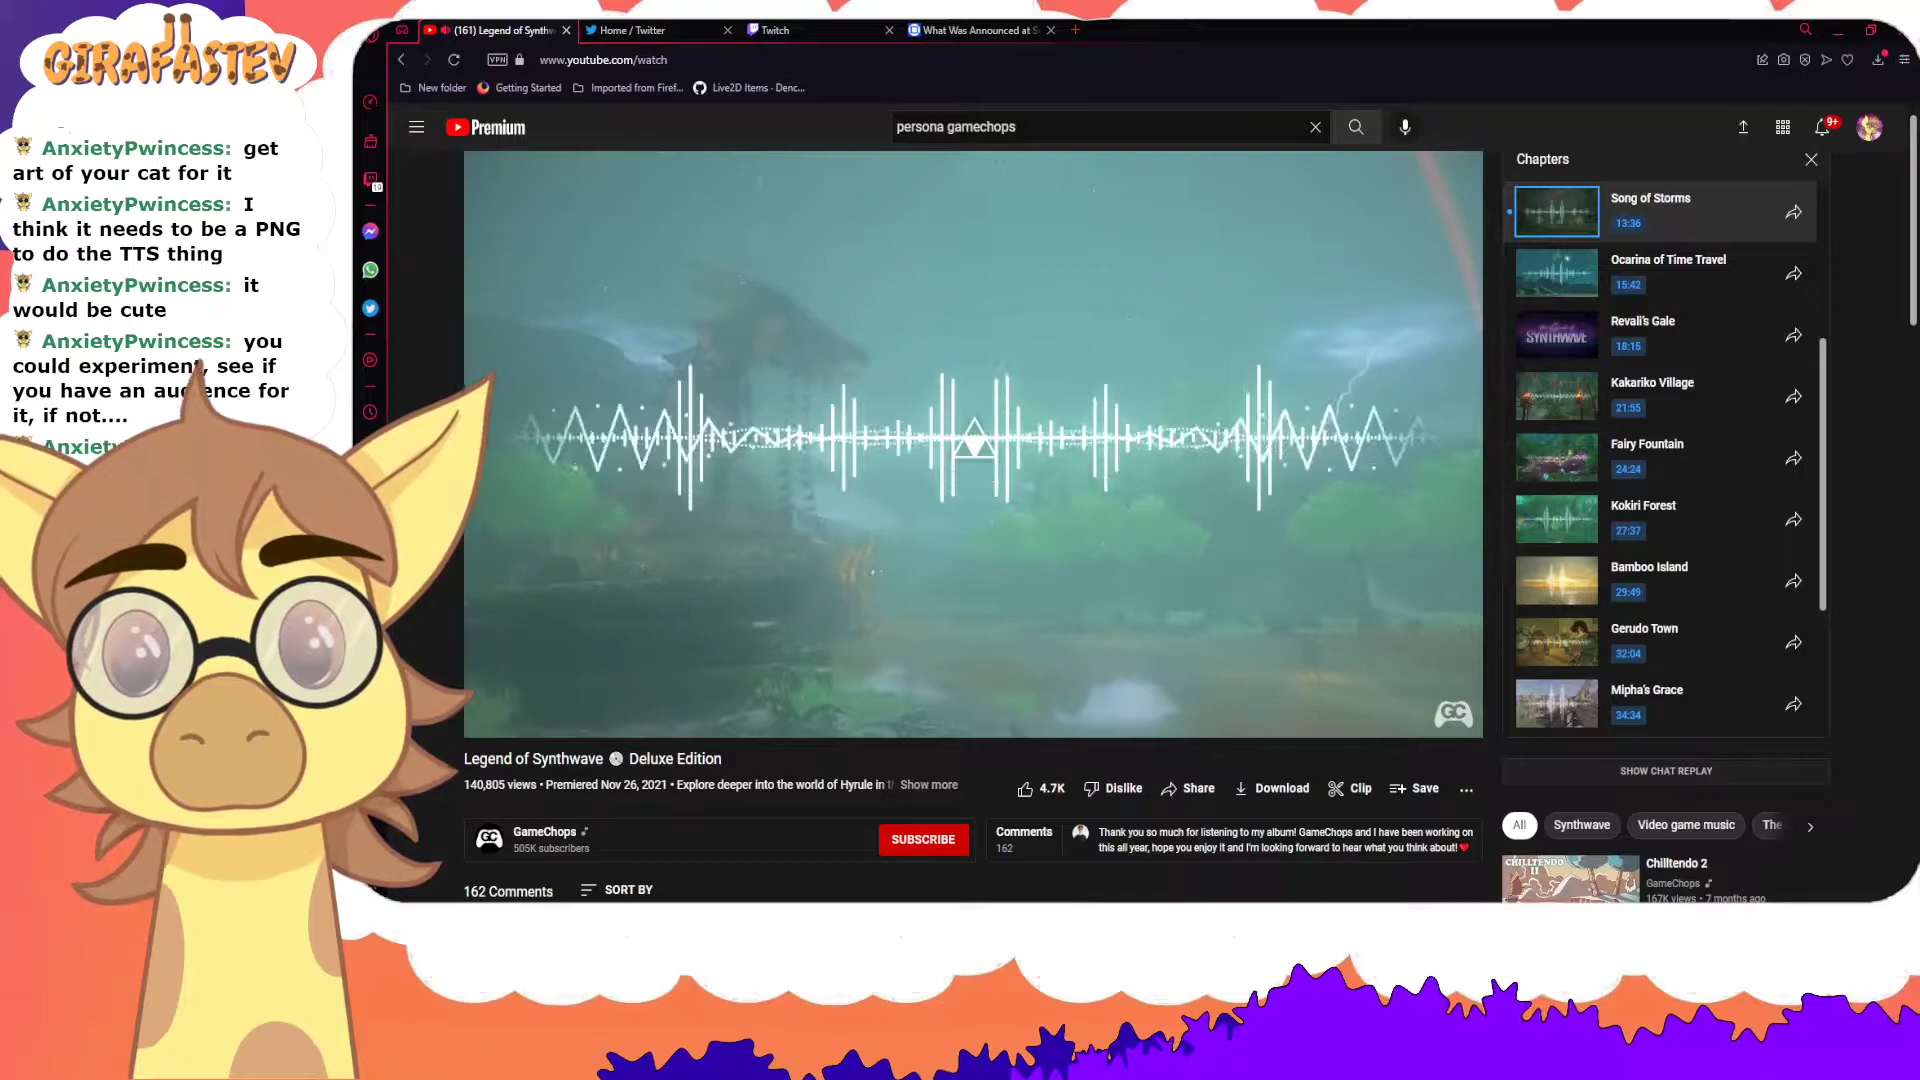 GIRAFASTEV
AnxietyPwincess: get
art of your cat for it
AnxietyPwincess: I
think it needs to be a PNG
to do the TTS thing
AnxietyPwincess: it
would be cute
AnxietyPwincess: you
could experiment, see if
you have an audience for
it, if not....
(161) Legend of Synthw
Home / Twitter
Twitch
What Was Announced at S
VPN
www.youtube.com/watch
New folder
Getting Started
Imported from Firef...
Live2D Items - Denc...
Premium
persona gamechops
9+
19
Chapters
Song of Storms
13:36
Ocarina of Time Travel
15:42
Revali's Gale
18:15
SYNTHWAVE
Kakariko Village
21:55
Fairy Fountain
24:24
Kokiri Forest
27:37
Bamboo Island
29:49
Gerudo Town
32:04
Mipha's Grace
34:34
GC
Legend of Synthwave 💿 Deluxe Edition
140,805 views • Premiered Nov 26, 2021 • Explore deeper into the world of Hyrule in t
Show more
4.7K
Dislike
Share
Download
Clip
Save
SHOW CHAT REPLAY
GC
GameChops
505K subscribers
SUBSCRIBE
Comments
162
Thank you so much for listening to my album! GameChops and I have been working on
this all year, hope you enjoy it and I'm looking forward to hear what you think about!
All
Synthwave
Video game music
The
162 Comments
SORT BY
CHILLTENDO
II
Chilltendo 2
GameChops
167K views • 7 months ago